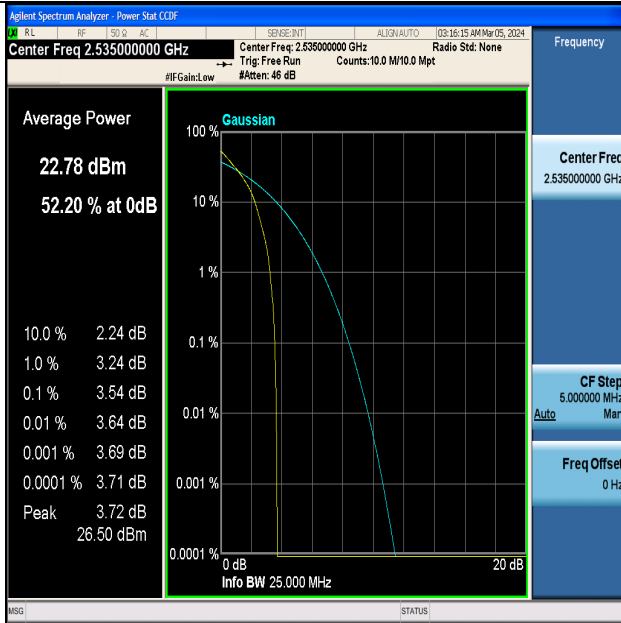 Agilent Spectrum Analyzer - Power Stat CCDF
LXI RL RF 50 Ω AC SENSE:INT ALIGN AUTO 03:16:15 AM Mar 05, 2024
Center Freq 2.535000000 GHz
Center Freq: 2.535000000 GHz Radio Std: None
Trig: Free Run Counts:10.0 M/10.0 Mpt
#IFGain:Low #Atten: 46 dB
Frequency
Average Power
22.78 dBm
52.20 % at 0dB
10.0 % 2.24 dB
1.0 % 3.24 dB
0.1 % 3.54 dB
0.01 % 3.64 dB
0.001 % 3.69 dB
0.0001 % 3.71 dB
Peak 3.72 dB
26.50 dBm
Gaussian
100 %
10 %
1 %
0.1 %
0.01 %
0.001 %
0.0001 %
0 dB 20 dB
Info BW 25.000 MHz
Center Freq
2.535000000 GHz
CF Step
5.000000 MHz
Auto Man
Freq Offset
0 Hz
MSG STATUS